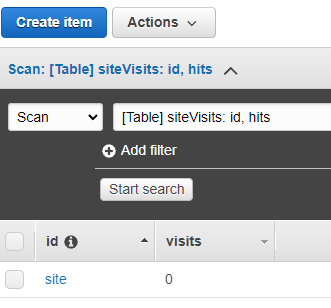 Create item Actions
Scan: [Table] siteVisits: id, hits
Scan [Table] siteVisits: id, hits
Add filter
Start search
id visits
site 0